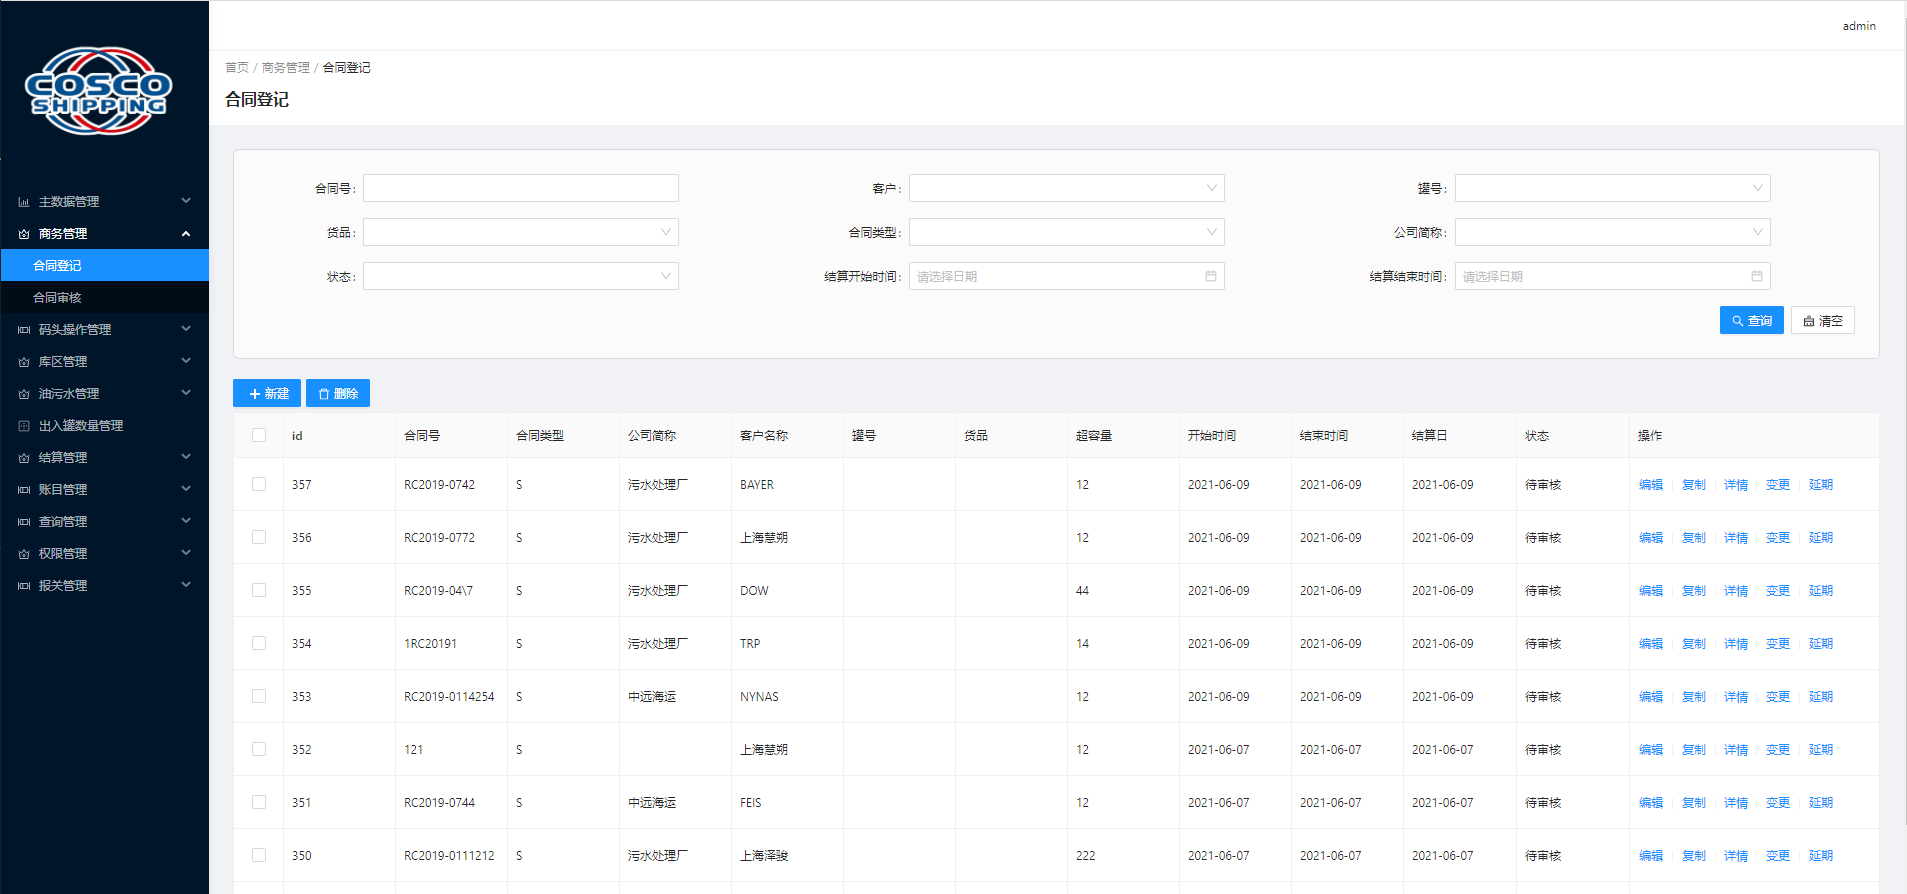 COSCO
SHIPPING
admin
首页 / 商务管理 / 合同登记
合同登记
主数据管理
商务管理
合同登记
合同审核
码头操作管理
库区管理
油污水管理
出入罐数量管理
结算管理
账目管理
查询管理
权限管理
报关管理
合同号: 客户: 罐号:
货品: 合同类型: 公司简称:
状态: 结算开始时间: 请选择日期 结算结束时间: 请选择日期
查询 清空
新建 删除
id 合同号 合同类型 公司简称 客户名称 罐号 货品 超容量 开始时间 结束时间 结算日 状态 操作
357 RC2019-0742 S 污水处理厂 BAYER 12 2021-06-09 2021-06-09 2021-06-09 待审核 编辑 复制 详情 变更 延期
356 RC2019-0772 S 污水处理厂 上海慧朔 12 2021-06-09 2021-06-09 2021-06-09 待审核 编辑 复制 详情 变更 延期
355 RC2019-04\7 S 污水处理厂 DOW 44 2021-06-09 2021-06-09 2021-06-09 待审核 编辑 复制 详情 变更 延期
354 1RC20191 S 污水处理厂 TRP 14 2021-06-09 2021-06-09 2021-06-09 待审核 编辑 复制 详情 变更 延期
353 RC2019-0114254 S 中远海运 NYNAS 12 2021-06-09 2021-06-09 2021-06-09 待审核 编辑 复制 详情 变更 延期
352 121 S 上海慧朔 12 2021-06-07 2021-06-07 2021-06-07 待审核 编辑 复制 详情 变更 延期
351 RC2019-0744 S 中远海运 FEIS 12 2021-06-07 2021-06-07 2021-06-07 待审核 编辑 复制 详情 变更 延期
350 RC2019-0111212 S 污水处理厂 上海泽骏 222 2021-06-07 2021-06-07 2021-06-07 待审核 编辑 复制 详情 变更 延期